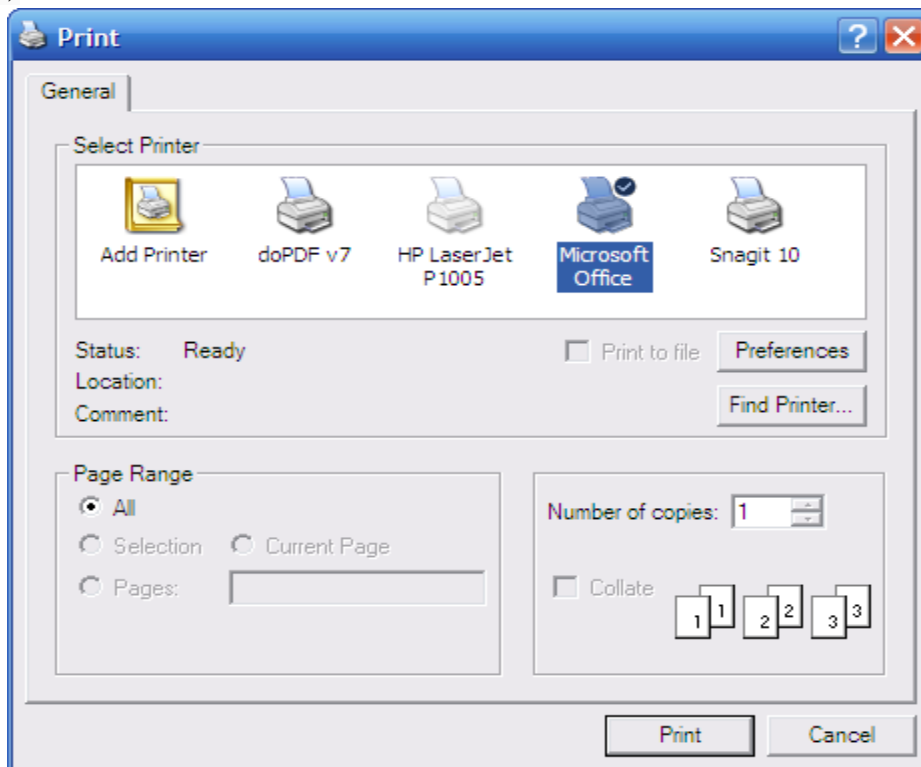 Print
General
Select Printer
Add Printer
doPDF v7
HP LaserJet
P1005
Microsoft
Office
Snagit 10
Status: Ready
Print to file
Preferences
Location:
Comment:
Find Printer...
Page Range
All
Selection
Current Page
Pages:
Number of copies: 1
Collate
1 1 2 2 3 3
Print
Cancel